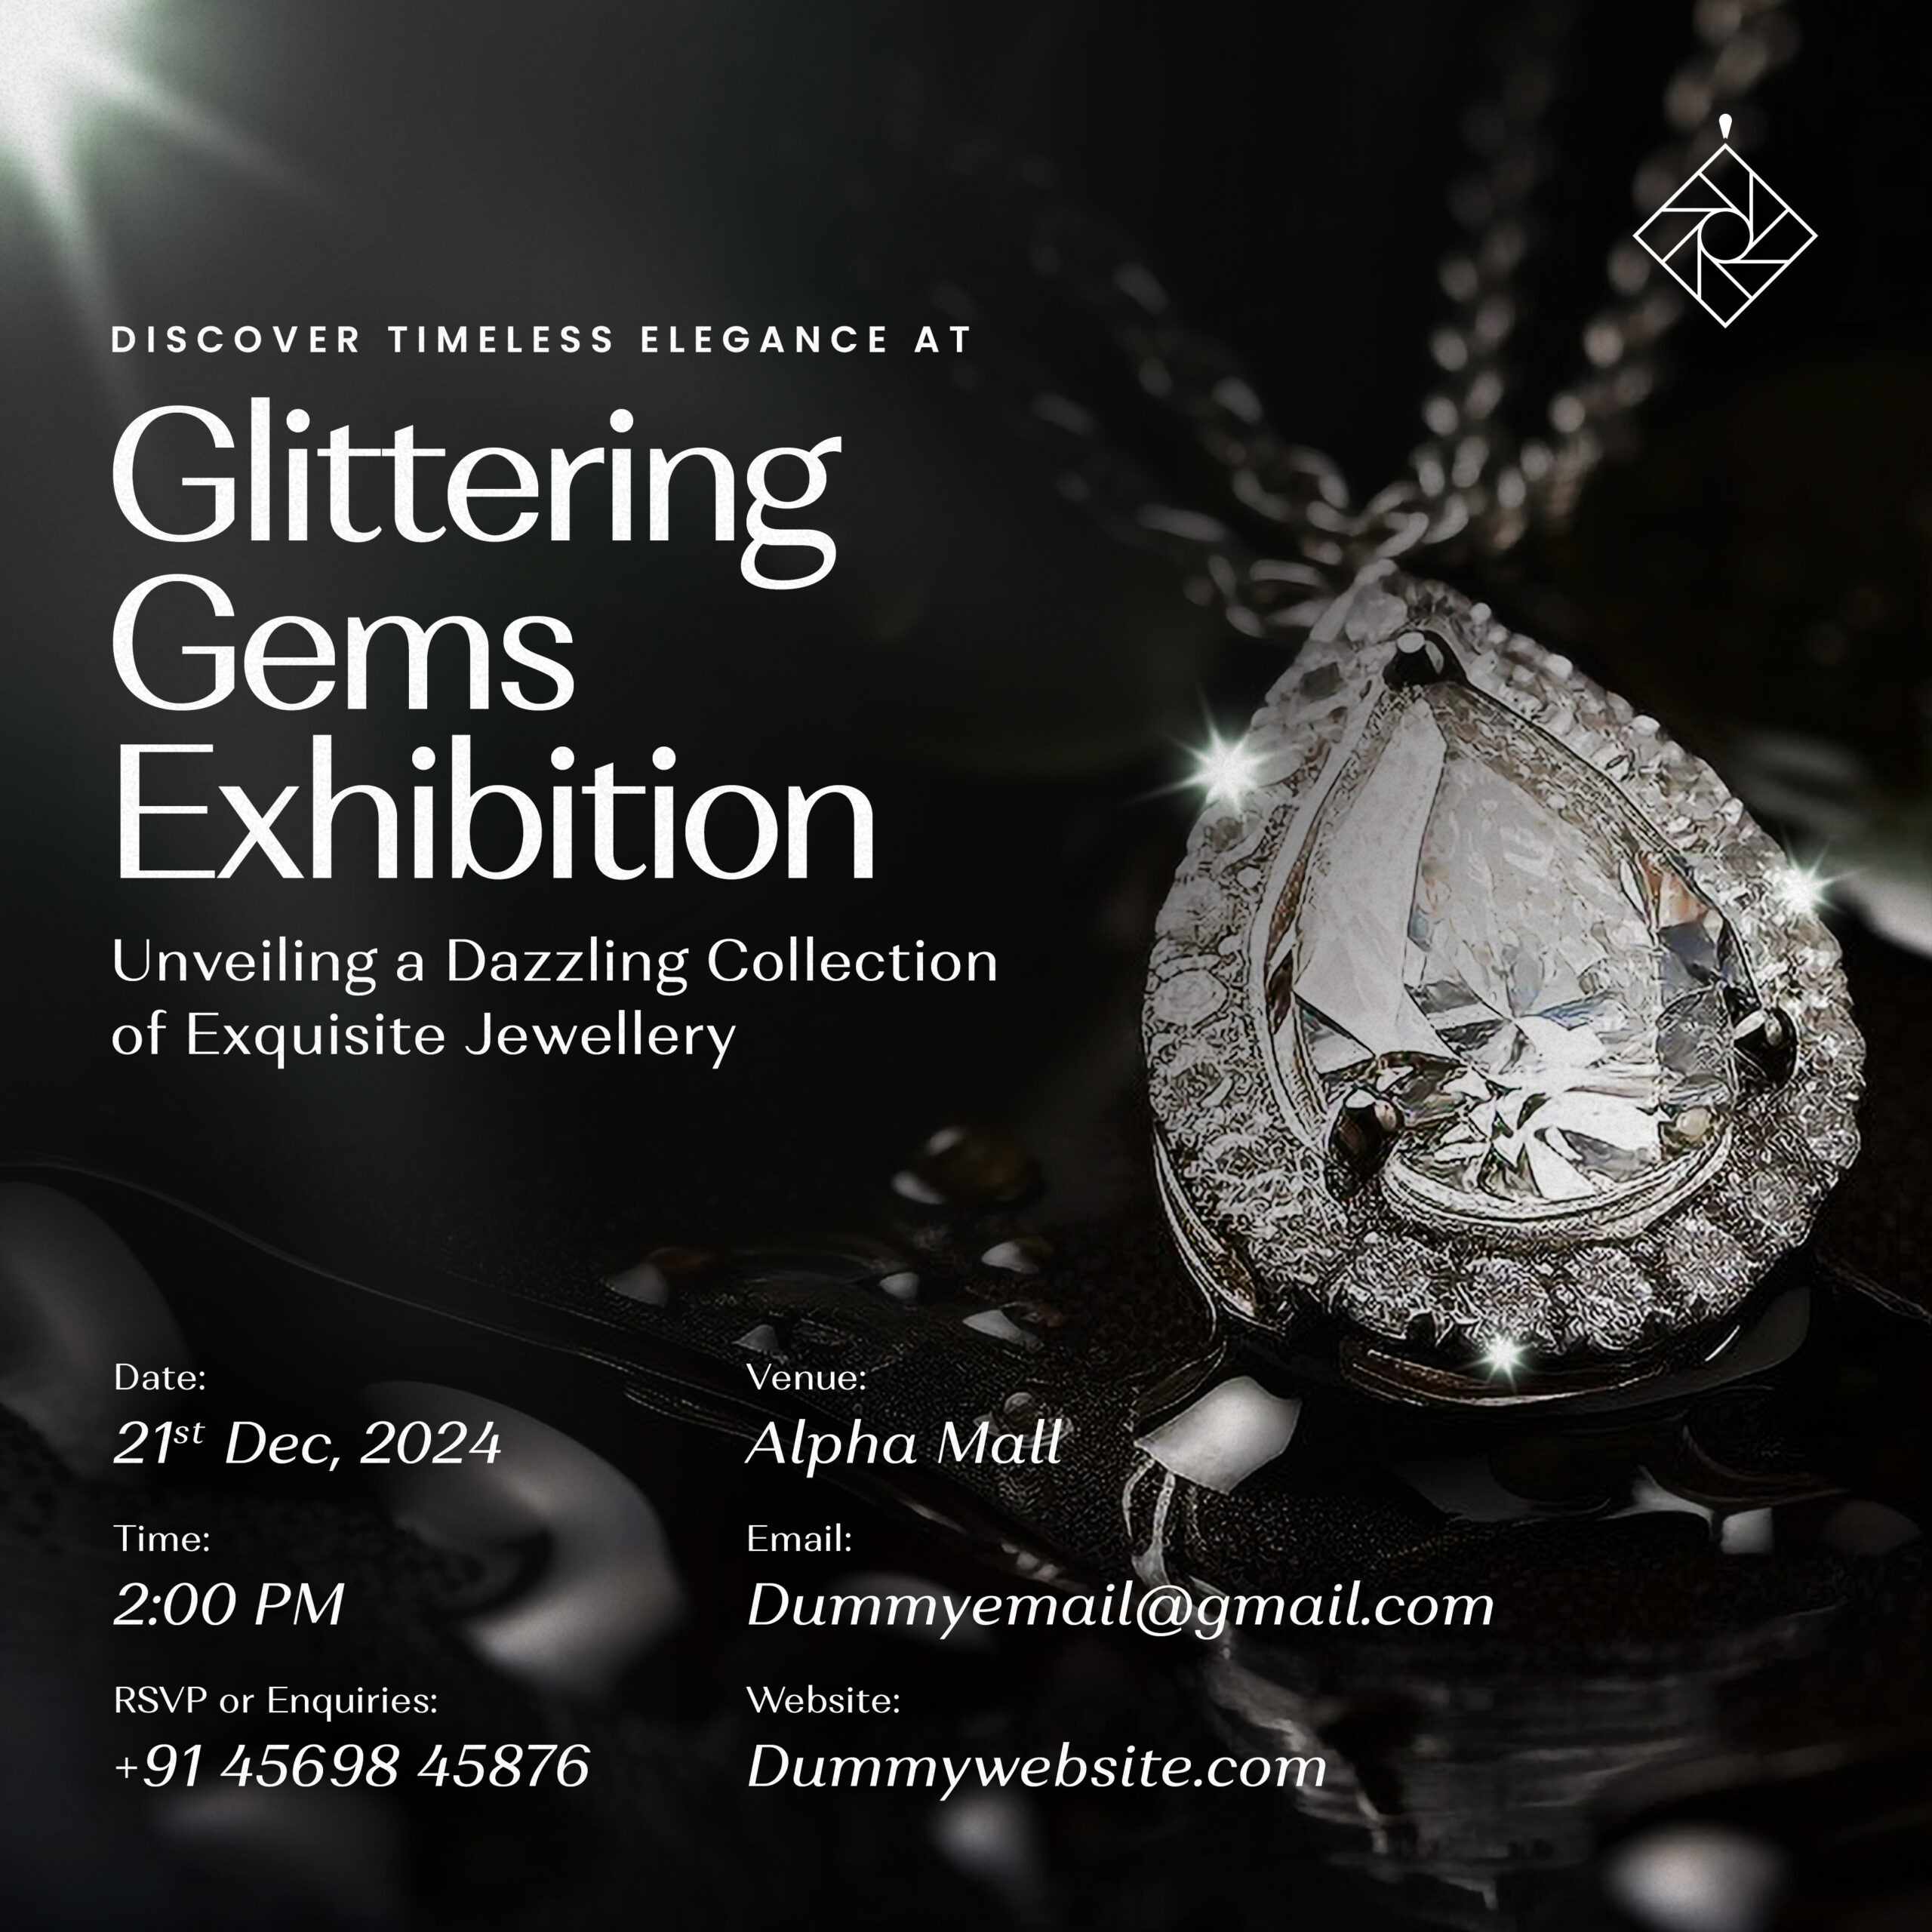 DISCOVER TIMELESS ELEGANCE AT
Glittering
Gems
Exhibition
Unveiling a Dazzling Collection
of Exquisite Jewellery
Date:
21st Dec, 2024
Time:
2:00 PM
RSVP or Enquiries:
+91 45698 45876
Venue:
Alpha Mall
Email:
Dummyemail@gmail.com
Website:
Dummywebsite.com